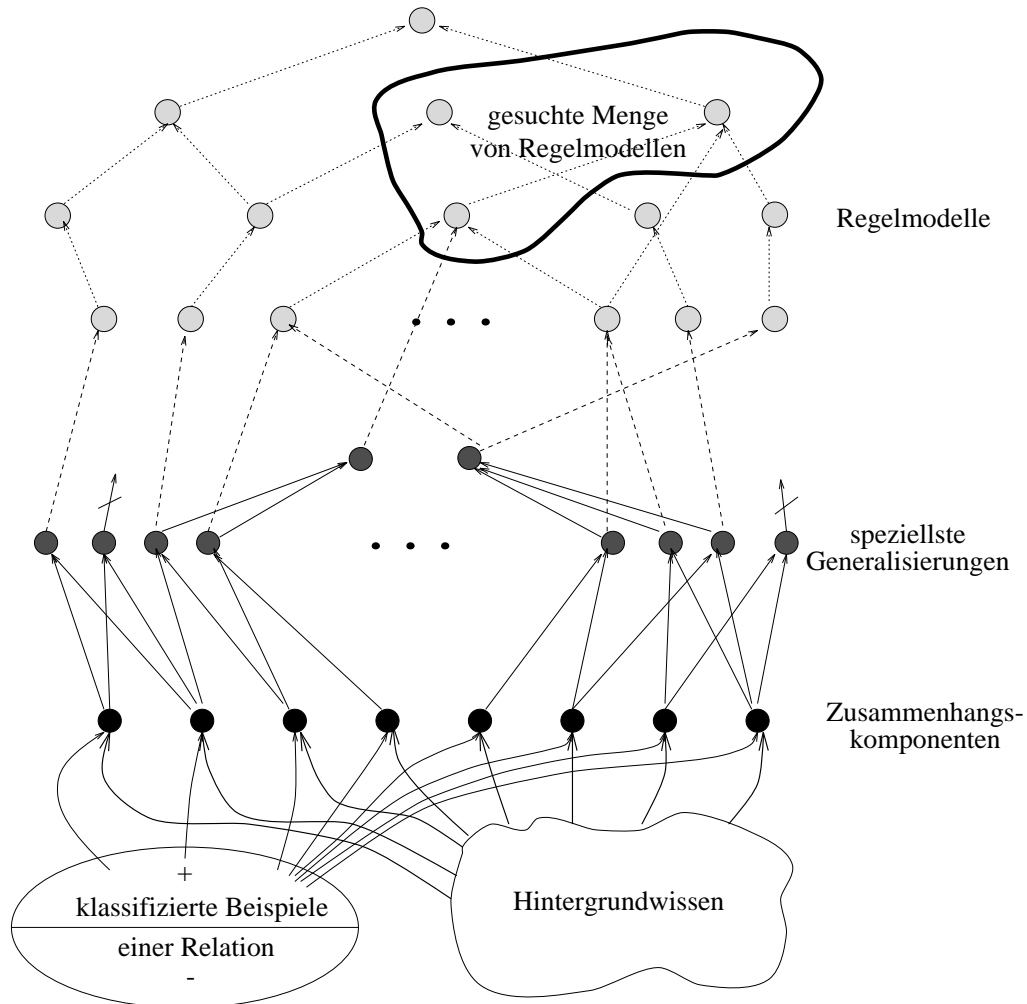 gesuchte Menge
von Regelmodellen
Regelmodelle
. . .
speziellste
Generalisierungen
. . .
Zusammenhangs-
komponenten
+
klassifizierte Beispiele
einer Relation
-
Hintergrundwissen